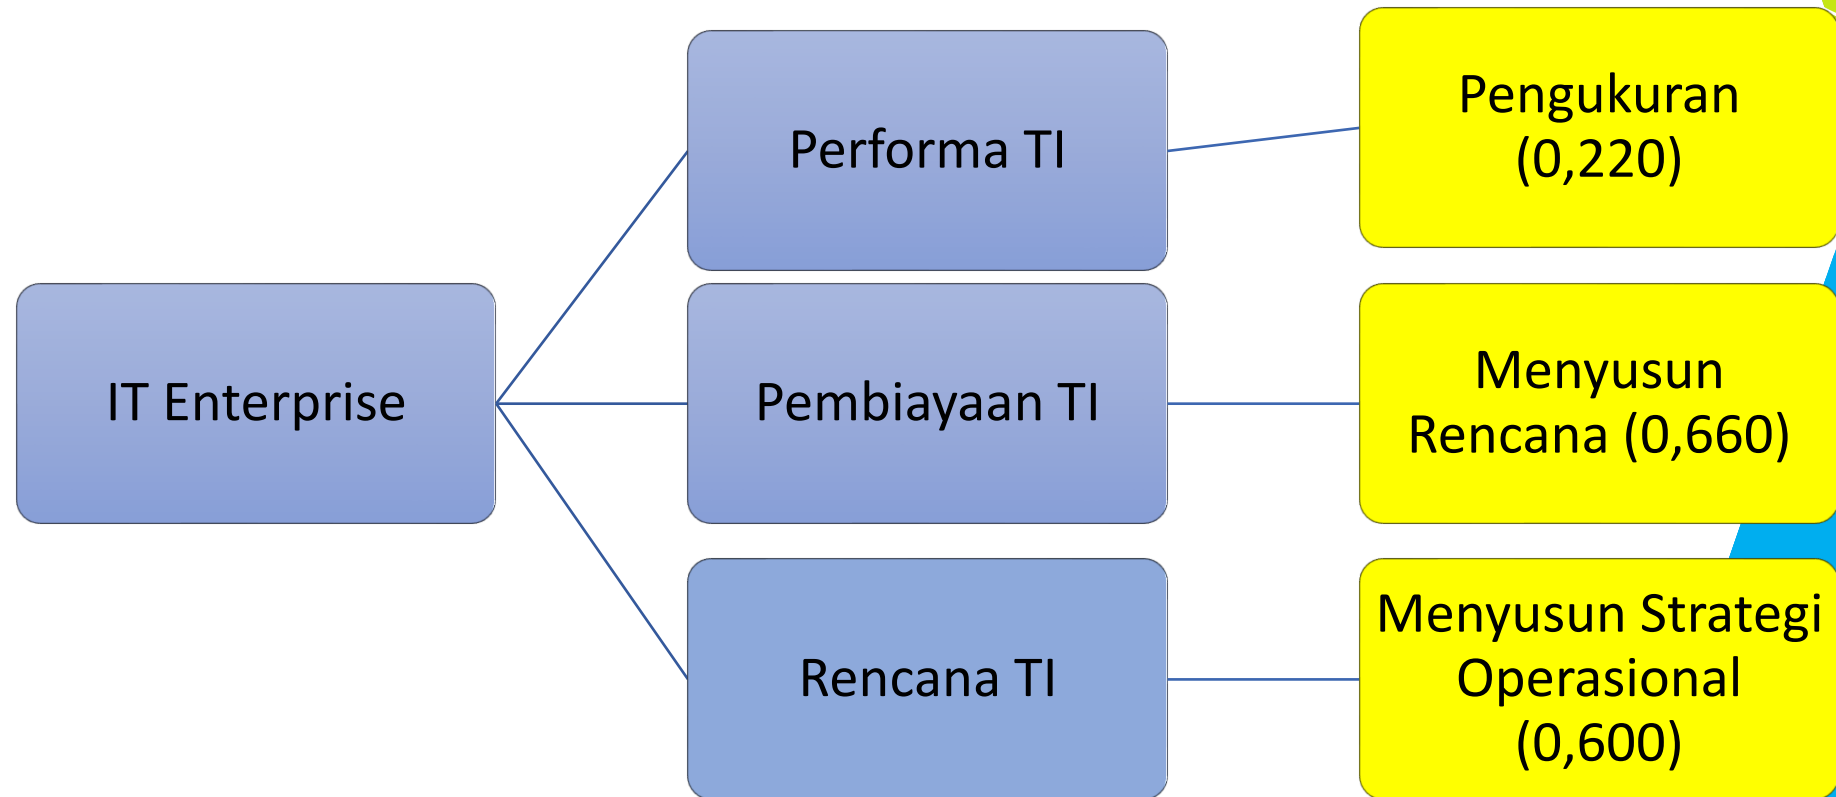 Performa TI
Pengukuran
(0,220)
IT Enterprise
Pembiayaan TI
Menyusun
Rencana (0,660)
Rencana TI
Menyusun Strategi
Operasional
(0,600)